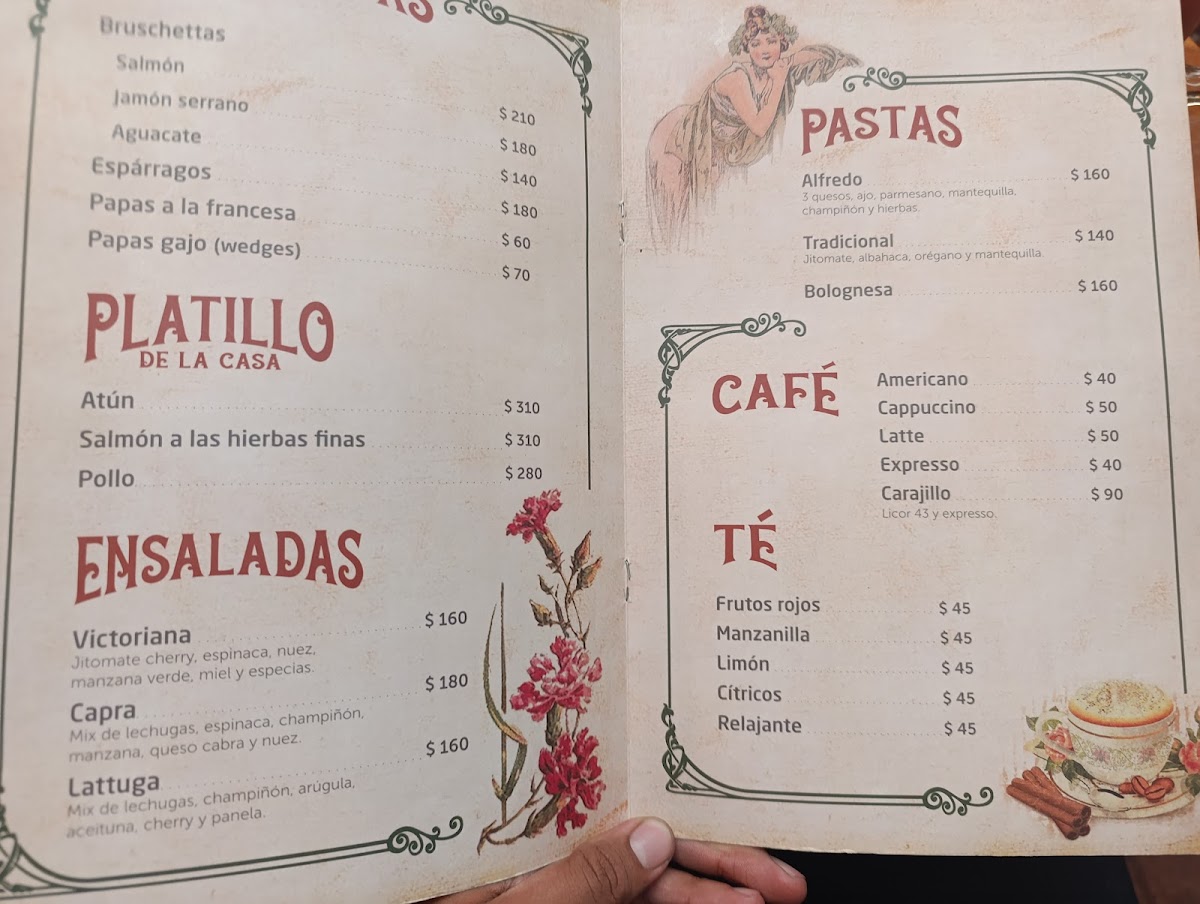 Bruschettas
Salmón $ 210
Jamón serrano $ 180
Aguacate $ 140
Espárragos $ 180
Papas a la francesa $ 60
Papas gajo (wedges) $ 70
PLATILLO
DE LA CASA
Atún $ 310
Salmón a las hierbas finas $ 310
Pollo $ 280
ENSALADAS
Victoriana $ 160
Jitomate cherry, espinaca, nuez,
manzana verde, miel y especias.
Capra $ 180
Mix de lechugas, espinaca, champiñón,
manzana, queso cabra y nuez.
Lattuga $ 160
Mix de lechugas, champiñón, arúgula,
aceituna, cherry y panela.
PASTAS
Alfredo $ 160
3 quesos, ajo, parmesano, mantequilla,
champiñón y hierbas.
Tradicional $ 140
Jitomate, albahaca, orégano y mantequilla.
Bolognesa $ 160
CAFÉ
Americano $ 40
Cappuccino $ 50
Latte $ 50
Expresso $ 40
Carajillo $ 90
Licor 43 y expresso.
TÉ
Frutos rojos $ 45
Manzanilla $ 45
Limón $ 45
Cítricos $ 45
Relajante $ 45